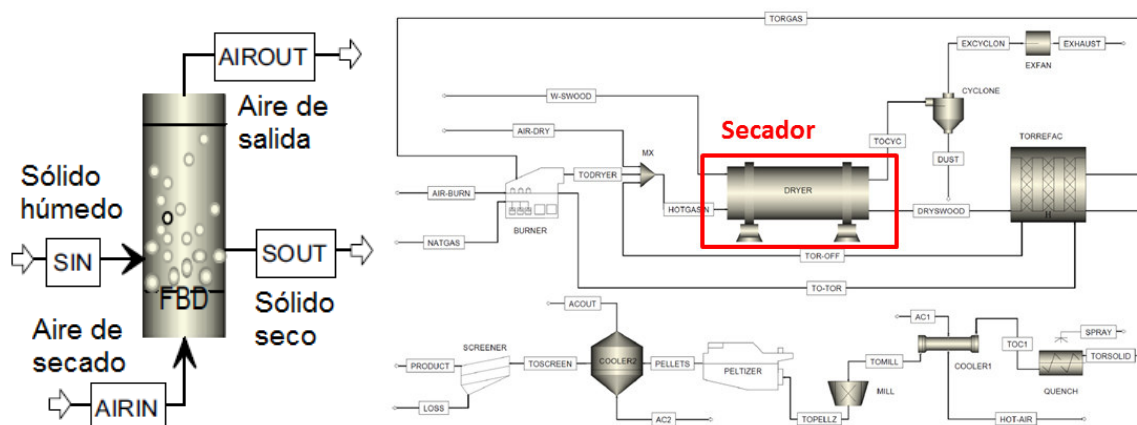 AIROUT
Aire de
salida
Sólido
húmedo
SIN
SOUT
FBD
Sólido
seco
Aire de
secado
AIRIN
TORGAS
EXCYCLON
EXHAUST
EXFAN
W-SWOOD
CYCLONE
AIR-DRY
Secador
TOCYC
TORREFAC
MX
DUST
TODRYER
DRYER
AIR-BURN
HOTGASIN
DRYSWOOD
BURNER
NATGAS
TOR-OFF
TO-TOR
ACOUT
AC1
SPRAY
SCREENER
TOC1
PRODUCT
TOSCREEN
COOLER2
PELLETS
PELTIZER
TOMILL
TORSOLID
COOLER1
MILL
QUENCH
LOSS
AC2
TOPELLZ
HOT-AIR